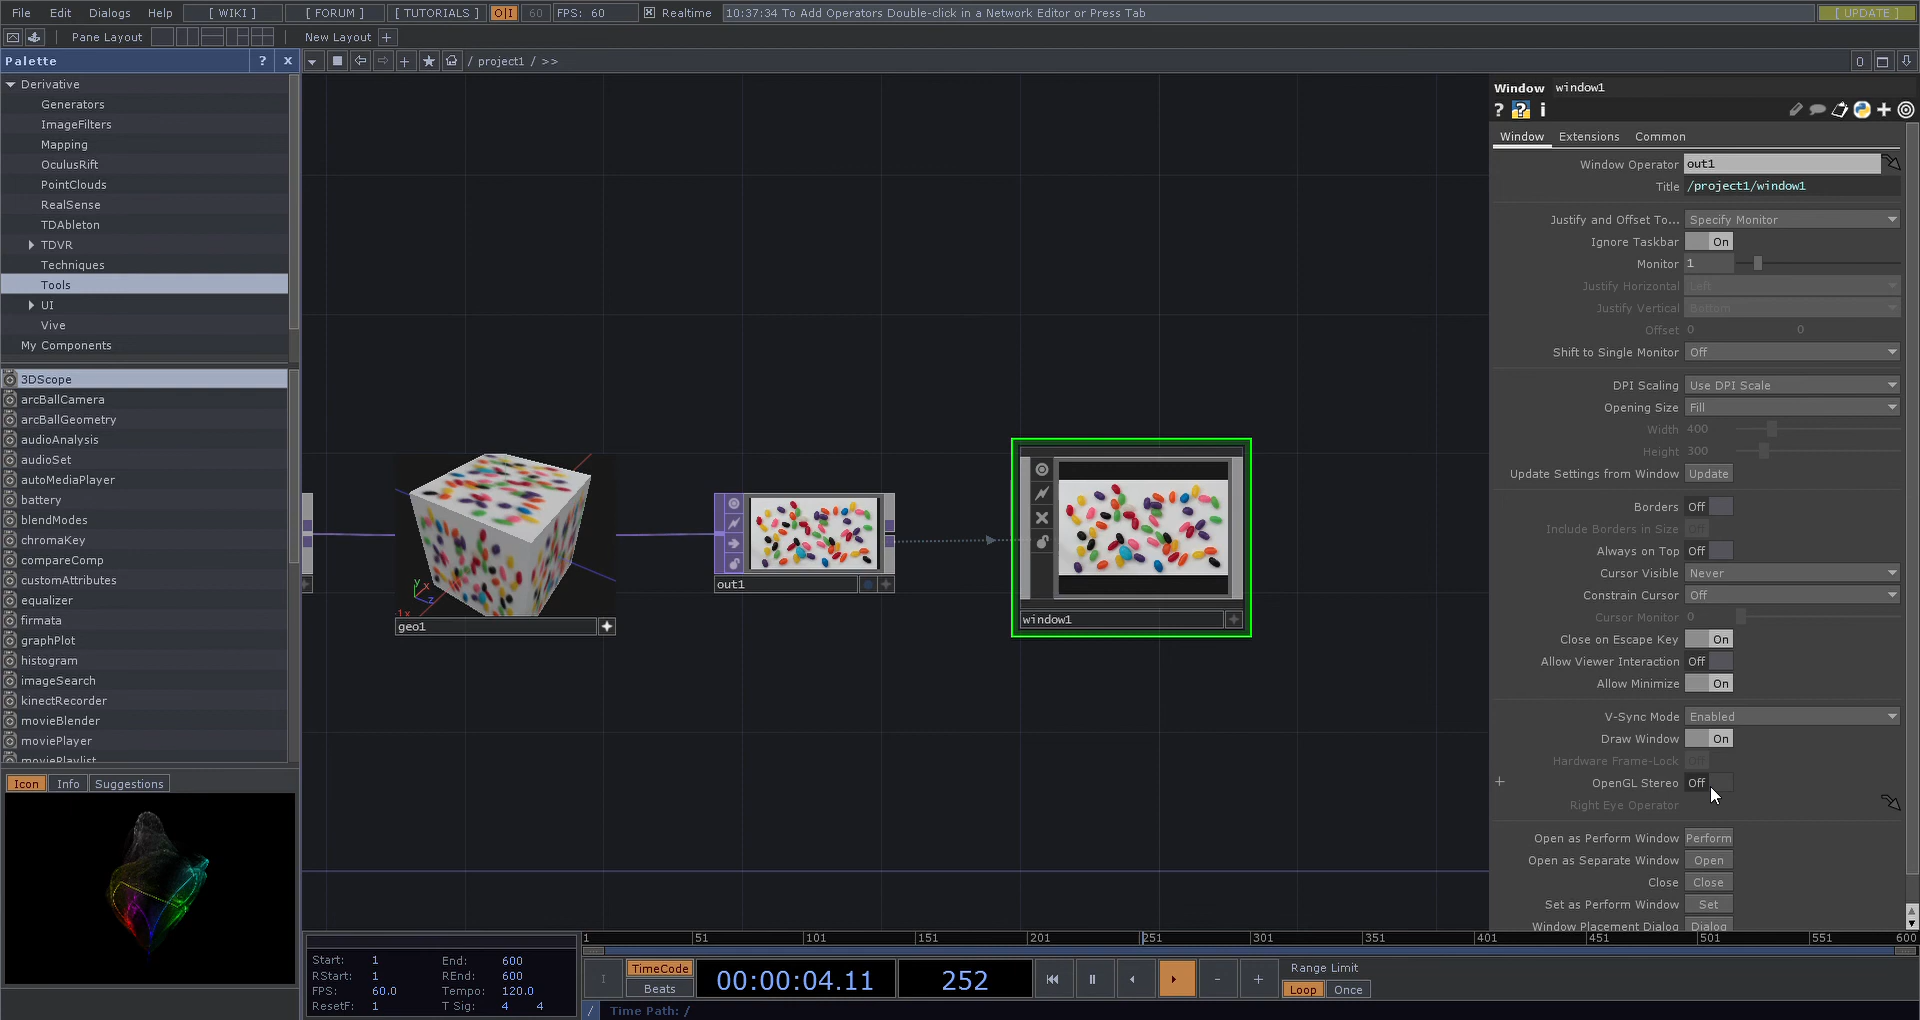 File Edit Dialogs Help [ WIKI ] [ FORUM ] [ TUTORIALS ] O|I 60 FPS: 60 Realtime 10:37:34 To Add Operators Double-click in a Network Editor or Press Tab [ UPDATE ]
Pane Layout New Layout +
Palette ? x
/ project1 / >> 0
Derivative
Generators
ImageFilters
Mapping
OculusRift
PointClouds
RealSense
TDAbleton
TDVR
Techniques
Tools
UI
Vive
My Components
3DScope
arcBallCamera
arcBallGeometry
audioAnalysis
audioSet
autoMediaPlayer
battery
blendModes
chromaKey
compareComp
customAttributes
equalizer
firmata
graphPlot
histogram
imageSearch
kinectRecorder
movieBlender
moviePlayer
moviePlaylist
Icon Info Suggestions
y x
z
1x
geo1
out1
window1
Window window1
? ? i
Window Extensions Common
Window Operator out1
Title /project1/window1
Justify and Offset To... Specify Monitor
Ignore Taskbar On
Monitor 1
Justify Horizontal Left
Justify Vertical Bottom
Offset 0 0
Shift to Single Monitor Off
DPI Scaling Use DPI Scale
Opening Size Fill
Width 400
Height 300
Update Settings from Window Update
Borders Off
Include Borders in Size Off
Always on Top Off
Cursor Visible Never
Constrain Cursor Off
Cursor Monitor 0
Close on Escape Key On
Allow Viewer Interaction Off
Allow Minimize On
V-Sync Mode Enabled
Draw Window On
Hardware Frame-Lock Off
+ OpenGL Stereo Off
Right Eye Operator
Open as Perform Window Perform
Open as Separate Window Open
Close Close
Set as Perform Window Set
Window Placement Dialog Dialog
1 51 101 151 201 251 301 351 401 451 501 551 600
Start: 1 End: 600
RStart: 1 REnd: 600
FPS: 60.0 Tempo: 120.0
ResetF: 1 T Sig: 4 4
TimeCode
Beats
00:00:04.11 252
- +
Range Limit
Loop Once
/ Time Path: /